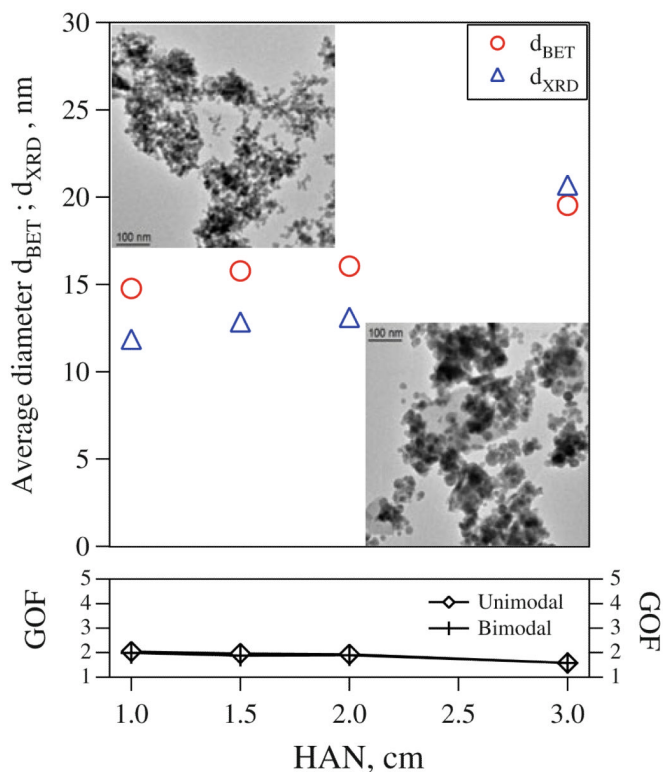 30
25
20
15
10
5
0
Average diameter d_BET ; d_XRD , nm
d_BET
d_XRD
100 nm
100 nm
GOF
5
4
3
2
1
Unimodal
Bimodal
5
4
3
2
1
GOF
1.0 1.5 2.0 2.5 3.0
HAN, cm